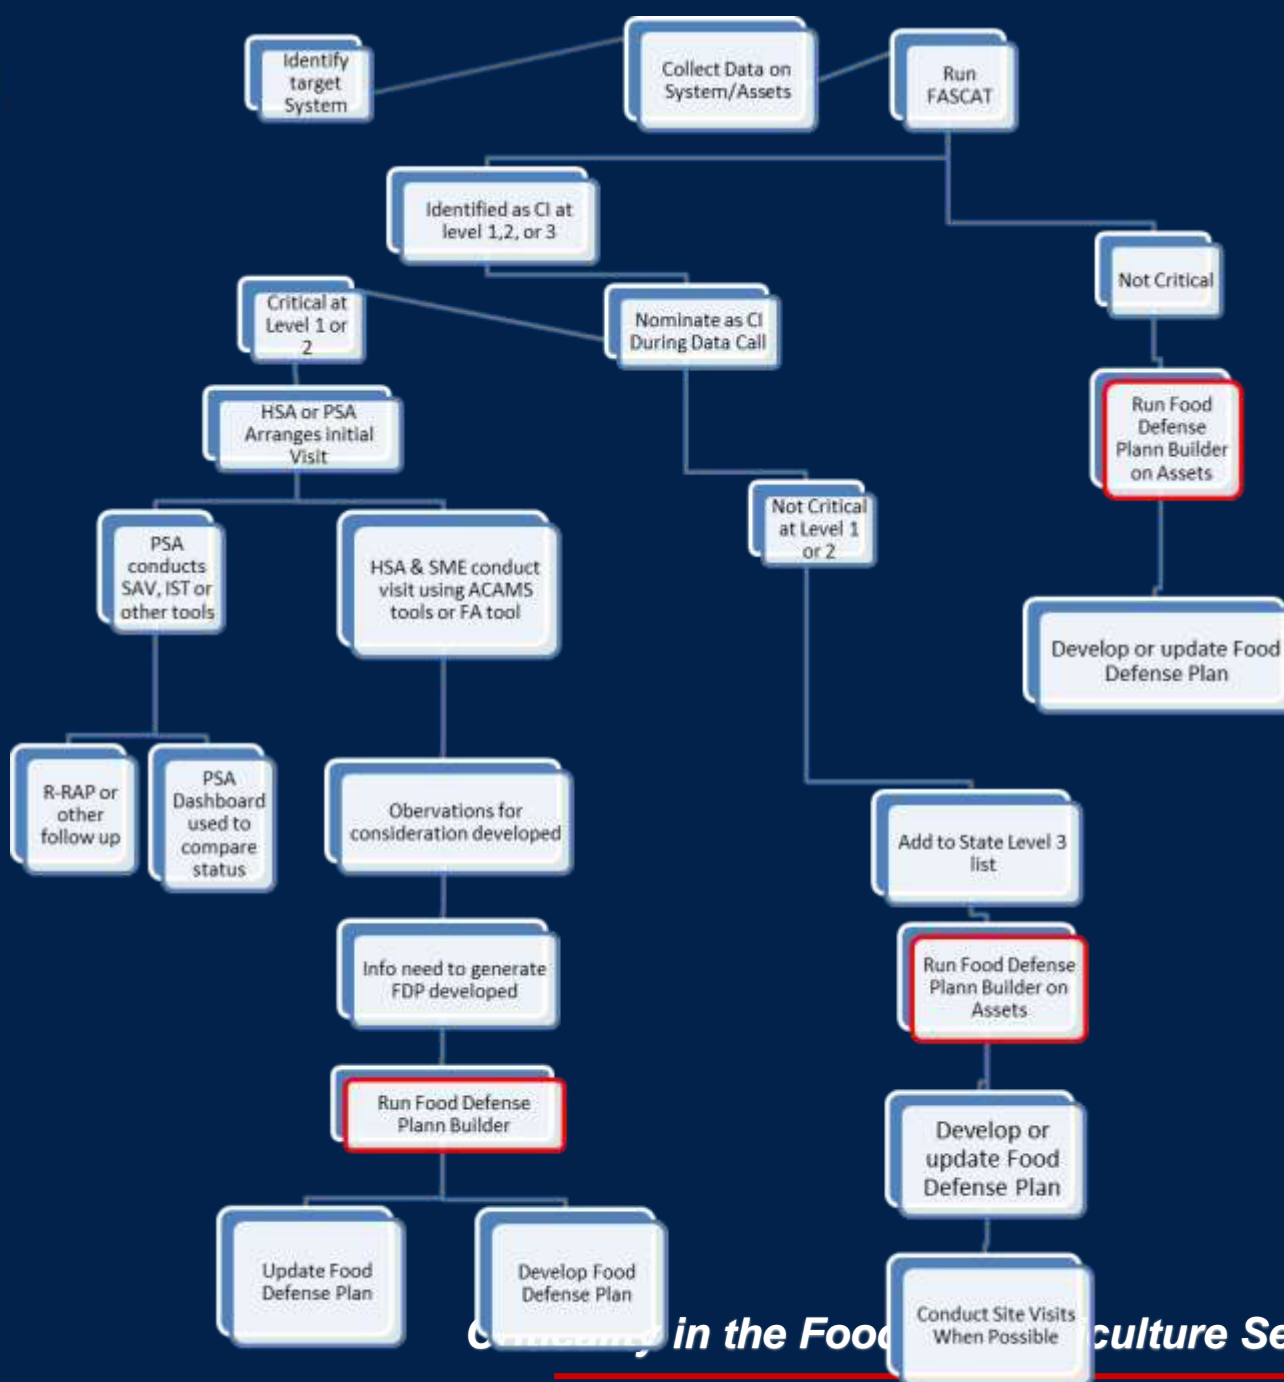 Identify
target
System
Collect Data on
System/Assets
Run
FASCAT
Identified as CI at
level 1,2, or 3
Not Critical
Critical at
Level 1 or
2
Nominate as CI
During Data Call
HSA or PSA
Arranges initial
Visit
Run Food
Defense
Plann Builder
on Assets
PSA
conducts
SAV, IST or
other tools
HSA & SME conduct
visit using ACAMS
tools or FA tool
Not Critical
at Level 1
or 2
Develop or update Food
Defense Plan
R-RAP or
other
follow up
PSA
Dashboard
used to
compare
status
Obervations for
consideration developed
Add to State Level 3
list
Info need to generate
FDP developed
Run Food Defense
Plann Builder on
Assets
Run Food Defense
Plann Builder
Develop or
update Food
Defense Plan
Update Food
Defense Plan
Develop Food
Defense Plan
Conduct Site Visits
When Possible
in the Foo culture Se